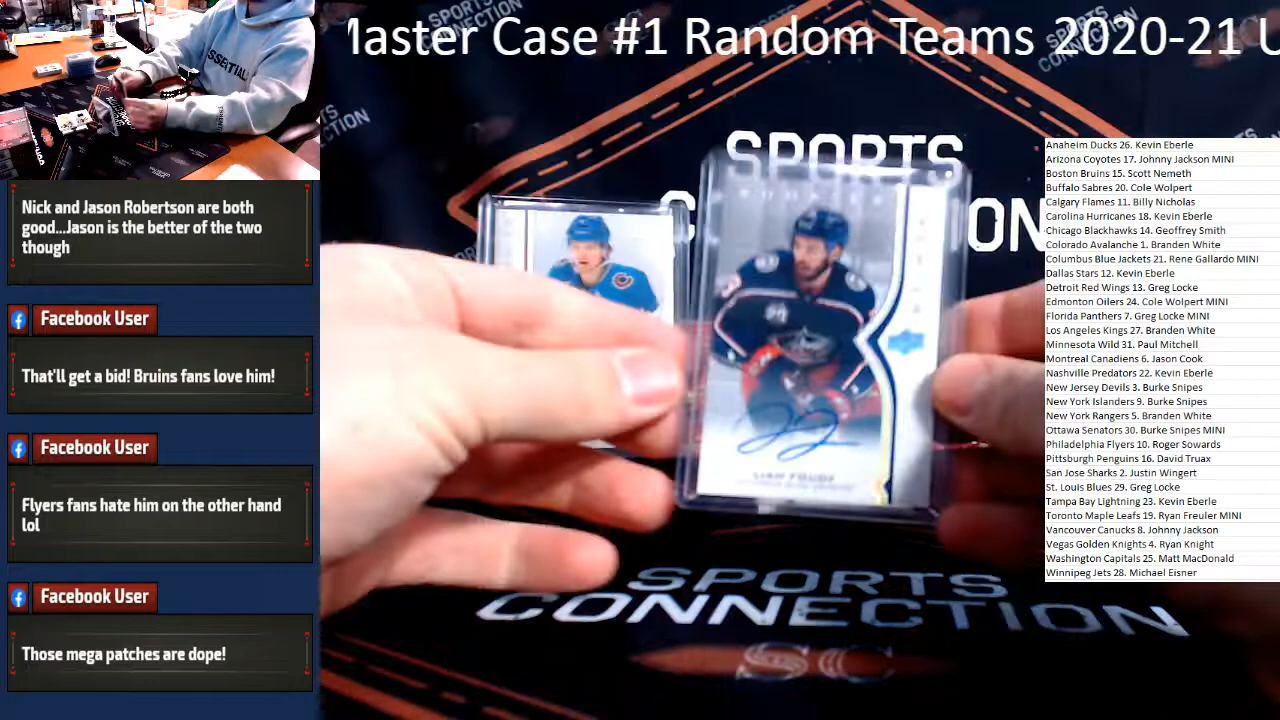 Master Case #1 Random Teams 2020-21 U
SPORTS
CONNECTION
ESSENTIALS
Nick and Jason Robertson are both
good...Jason is the better of the two
though
Facebook User
That'll get a bid! Bruins fans love him!
Facebook User
Flyers fans hate him on the other hand
lol
Facebook User
Those mega patches are dope!
SPORTS
ON
LIAM FOUDY
SPORTS
CONNECTION
SC
Anaheim Ducks 26. Kevin Eberle
Arizona Coyotes 17. Johnny Jackson MINI
Boston Bruins 15. Scott Nemeth
Buffalo Sabres 20. Cole Wolpert
Calgary Flames 11. Billy Nicholas
Carolina Hurricanes 18. Kevin Eberle
Chicago Blackhawks 14. Geoffrey Smith
Colorado Avalanche 1. Branden White
Columbus Blue Jackets 21. Rene Gallardo MINI
Dallas Stars 12. Kevin Eberle
Detroit Red Wings 13. Greg Locke
Edmonton Oilers 24. Cole Wolpert MINI
Florida Panthers 7. Greg Locke MINI
Los Angeles Kings 27. Branden White
Minnesota Wild 31. Paul Mitchell
Montreal Canadiens 6. Jason Cook
Nashville Predators 22. Kevin Eberle
New Jersey Devils 3. Burke Snipes
New York Islanders 9. Burke Snipes
New York Rangers 5. Branden White
Ottawa Senators 30. Burke Snipes MINI
Philadelphia Flyers 10. Roger Sowards
Pittsburgh Penguins 16. David Truax
San Jose Sharks 2. Justin Wingert
St. Louis Blues 29. Greg Locke
Tampa Bay Lightning 23. Kevin Eberle
Toronto Maple Leafs 19. Ryan Freuler MINI
Vancouver Canucks 8. Johnny Jackson
Vegas Golden Knights 4. Ryan Knight
Washington Capitals 25. Matt MacDonald
Winnipeg Jets 28. Michael Eisner